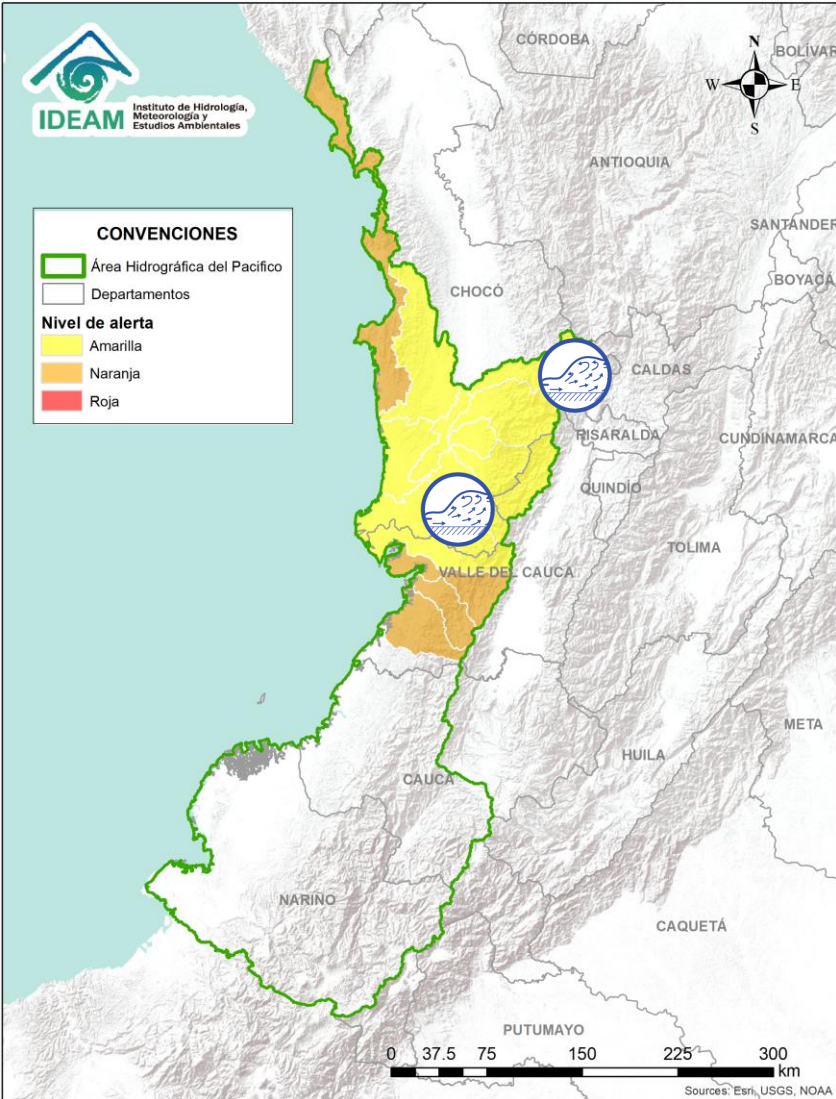 IDEAM
Instituto de Hidrología,
Meteorología y
Estudios Ambientales
CÓRDOBA
BOLÍVAR
N
W
E
S
ANTIOQUIA
SANTANDER
BOYACÁ
CONVENCIONES
Área Hidrográfica del Pacifico
Departamentos
Nivel de alerta
Amarilla
Naranja
Roja
CHOCÓ
CALDAS
RISARALDA
CUNDINAMARCA
QUINDÍO
TOLIMA
VALLE DEL CAUCA
META
HUILA
CAUCA
NARIÑO
CAQUETÁ
PUTUMAYO
0 37.5 75 150 225 300
km
Sources: Esri, USGS, NOAA